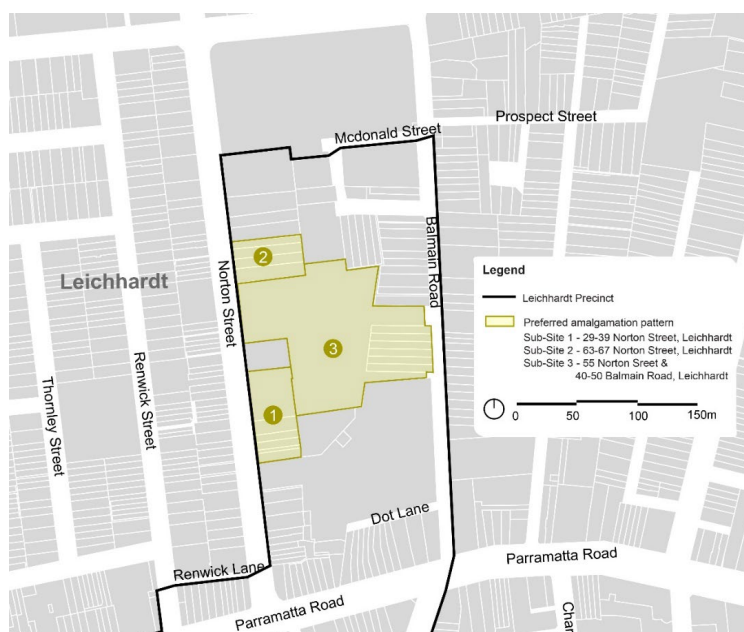 Prospect Street
Mcdonald Street
Balmain Road
Leichhardt
Norton Street
Renwick Street
Thornley Street
2
3
1
Legend
Leichhardt Precinct
Preferred amalgamation pattern
Sub-Site 1 - 29-39 Norton Street, Leichhardt
Sub-Site 2 - 63-67 Norton Street, Leichhardt
Sub-Site 3 - 55 Norton Sreet &
40-50 Balmain Road, Leichhardt
0 50 100 150m
Dot Lane
Renwick Lane
Parramatta Road
Parramatta Road
Char